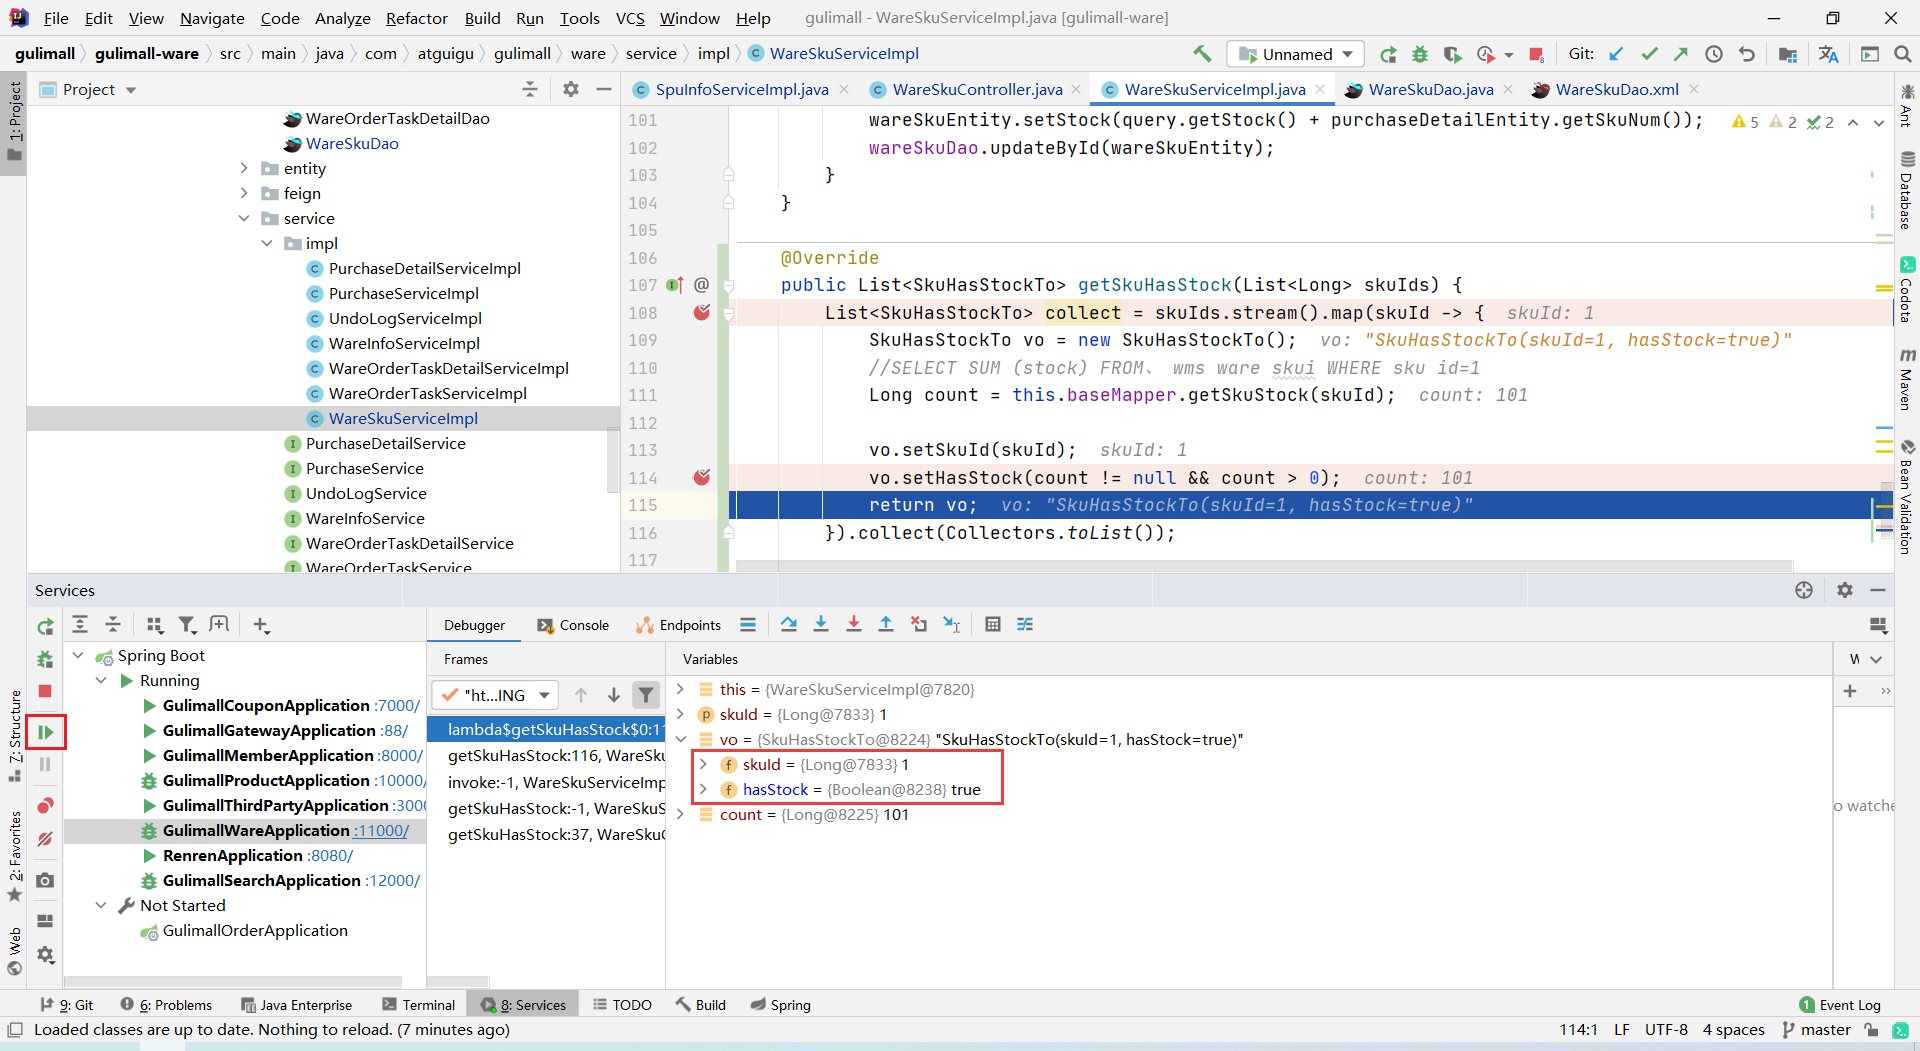 File Edit View Navigate Code Analyze Refactor Build Run Tools VCS Window Help gulimall - WareSkuServiceImpl.java [gulimall-ware]
gulimall gulimall-ware src main java com atguigu gulimall ware service impl WareSkuServiceImpl Unnamed Git:
Project
SpuInfoServiceImpl.java WareSkuController.java WareSkuServiceImpl.java WareSkuDao.java WareSkuDao.xml
1: Project
7: Structure
2: Favorites
Web
WareOrderTaskDetailDao
WareSkuDao
entity
feign
service
impl
PurchaseDetailServiceImpl
PurchaseServiceImpl
UndoLogServiceImpl
WareInfoServiceImpl
WareOrderTaskDetailServiceImpl
WareOrderTaskServiceImpl
WareSkuServiceImpl
PurchaseDetailService
PurchaseService
UndoLogService
WareInfoService
WareOrderTaskDetailService
WareOrderTaskService
101 wareSkuEntity.setStock(query.getStock() + purchaseDetailEntity.getSkuNum()); 5 2 2
102 wareSkuDao.updateById(wareSkuEntity);
103 }
104 }
105
106 @Override
107 @ public List<SkuHasStockTo> getSkuHasStock(List<Long> skuIds) {
108 List<SkuHasStockTo> collect = skuIds.stream().map(skuId -> { skuId: 1
109 SkuHasStockTo vo = new SkuHasStockTo(); vo: "SkuHasStockTo(skuId=1, hasStock=true)"
110 //SELECT SUM (stock) FROM、 wms ware skui WHERE sku id=1
111 Long count = this.baseMapper.getSkuStock(skuId); count: 101
112
113 vo.setSkuId(skuId); skuId: 1
114 vo.setHasStock(count != null && count > 0); count: 101
115 return vo; vo: "SkuHasStockTo(skuId=1, hasStock=true)"
116 }).collect(Collectors.toList());
117
Ant
Database
Codota
Maven
Bean Validation
Services
Debugger Console Endpoints
Spring Boot
Running
GulimallCouponApplication :7000/
GulimallGatewayApplication :88/
GulimallMemberApplication :8000/
GulimallProductApplication :10000/
GulimallThirdPartyApplication :3000
GulimallWareApplication :11000/
RenrenApplication :8080/
GulimallSearchApplication :12000/
Not Started
GulimallOrderApplication
Frames
"ht...ING
lambda$getSkuHasStock$0:11
getSkuHasStock:116, WareSku
invoke:-1, WareSkuServiceImp
getSkuHasStock:-1, WareSkuS
getSkuHasStock:37, WareSkuC
Variables
this = {WareSkuServiceImpl@7820}
skuId = {Long@7833} 1
vo = {SkuHasStockTo@8224} "SkuHasStockTo(skuId=1, hasStock=true)"
skuId = {Long@7833} 1
hasStock = {Boolean@8238} true
count = {Long@8225} 101
W
o watche
9: Git 6: Problems Java Enterprise Terminal 8: Services TODO Build Spring 1 Event Log
Loaded classes are up to date. Nothing to reload. (7 minutes ago) 114:1 LF UTF-8 4 spaces master